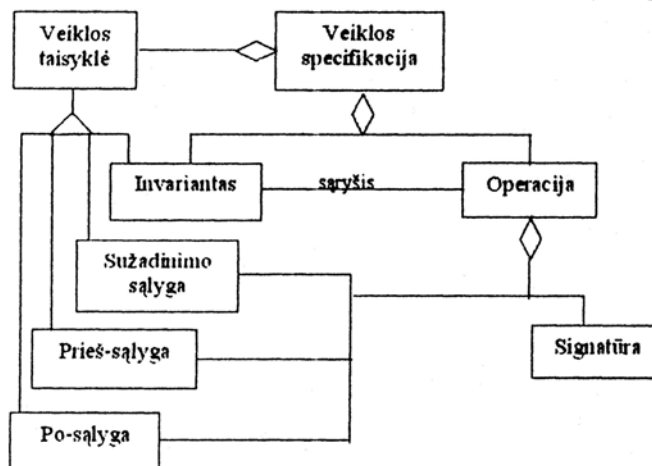 Veiklos
taisyklė
Veiklos
specifikacija
Invariantas
sąryšis
Operacija
Sužadinimo
sąlyga
Prieš-sąlyga
Signatūra
Po-sąlyga